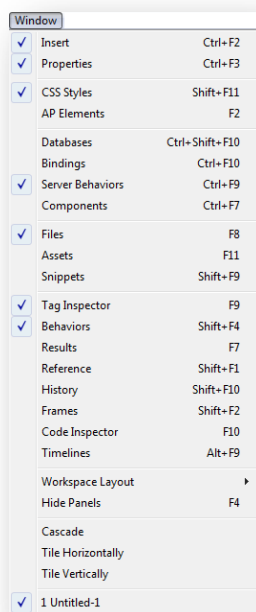 Window
Insert Ctrl+F2
Properties Ctrl+F3
CSS Styles Shift+F11
AP Elements F2
Databases Ctrl+Shift+F10
Bindings Ctrl+F10
Server Behaviors Ctrl+F9
Components Ctrl+F7
Files F8
Assets F11
Snippets Shift+F9
Tag Inspector F9
Behaviors Shift+F4
Results F7
Reference Shift+F1
History Shift+F10
Frames Shift+F2
Code Inspector F10
Timelines Alt+F9
Workspace Layout
Hide Panels F4
Cascade
Tile Horizontally
Tile Vertically
1 Untitled-1